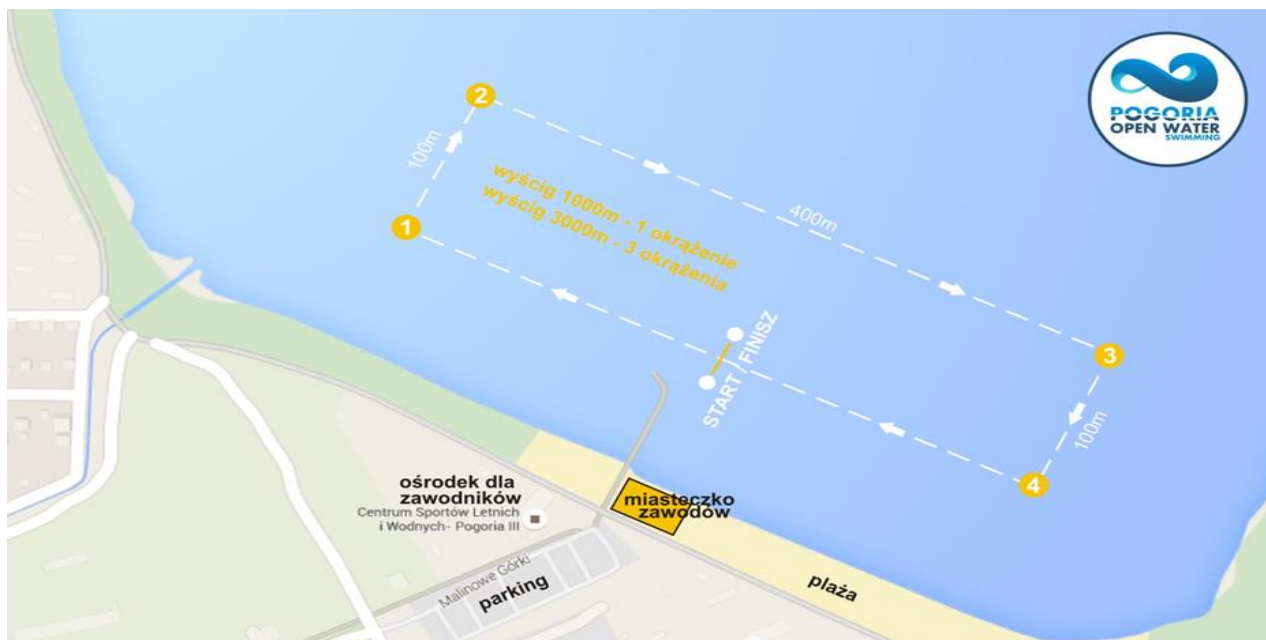 POGORIA
OPEN WATER
SWIMMING
2
100m
1
wyścig 1000m - 1 okrążenie
wyścig 3000m - 3 okrążenia
400m
3
100m
4
START / FINISZ
ośrodek dla
zawodników
Centrum Sportów Letnich
i Wodnych- Pogoria III
miasteczko
zawodów
Malinowe Górki
parking
plaża